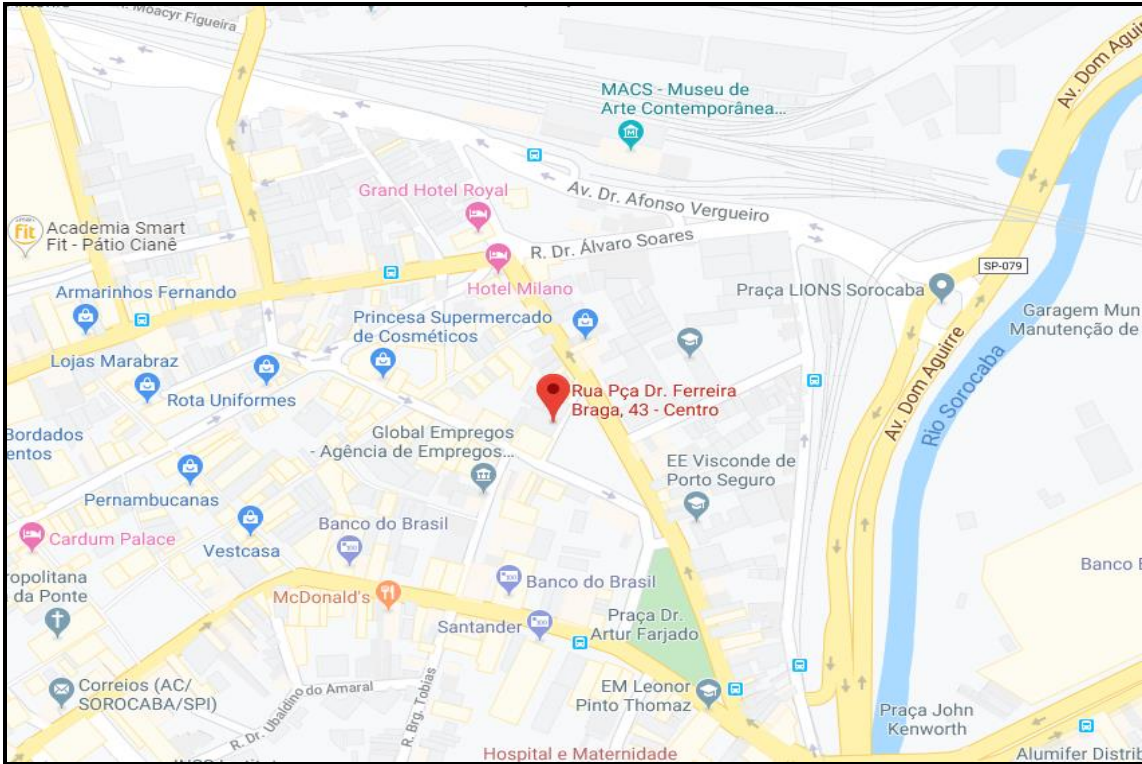 R. Moacyr Figueira
Av. Dom Aguirre
MACS - Museu de
Arte Contemporânea...
Grand Hotel Royal
Av. Dr. Afonso Vergueiro
fit
Academia Smart
Fit - Pátio Cianê
R. Dr. Álvaro Soares
Hotel Milano
SP-079
Praça LIONS Sorocaba
Armarinhos Fernando
Princesa Supermercado
de Cosméticos
Garagem Mun
Manutenção de
Lojas Marabraz
Rota Uniformes
Rua Pça Dr. Ferreira
Braga, 43 - Centro
Av. Dom Aguirre
Rio Sorocaba
Bordados
entos
Global Empregos
- Agência de Empregos...
EE Visconde de
Porto Seguro
Pernambucanas
Vestcasa
Banco do Brasil
Cardum Palace
Banco E
ropolitana
da Ponte
McDonald's
Banco do Brasil
Santander
Praça Dr.
Artur Farjado
Correios (AC/
SOROCABA/SPI)
R. Dr. Ubaldino do Amaral
R. Brg. Tobias
EM Leonor
Pinto Thomaz
Praça John
Kenworth
Hospital e Maternidade
Alumifer Distrib